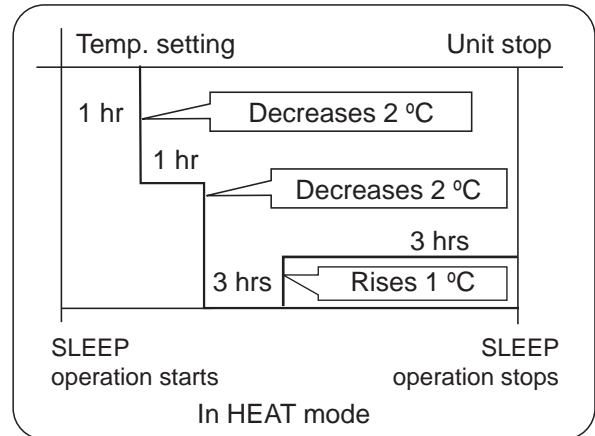 Temp. setting
Unit stop
1 hr
Decreases 2 ºC
1 hr
Decreases 2 ºC
3 hrs
3 hrs
Rises 1 ºC
SLEEP
operation starts
SLEEP
operation stops
In HEAT mode